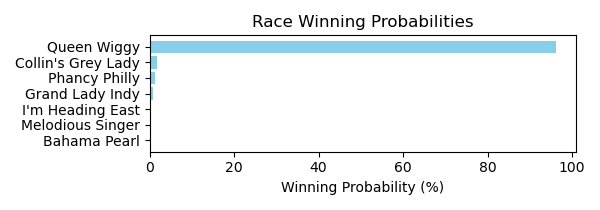 Race Winning Probabilities
Queen Wiggy
Collin's Grey Lady
Phancy Philly
Grand Lady Indy
I'm Heading East
Melodious Singer
Bahama Pearl
0 20 40 60 80 100
Winning Probability (%)